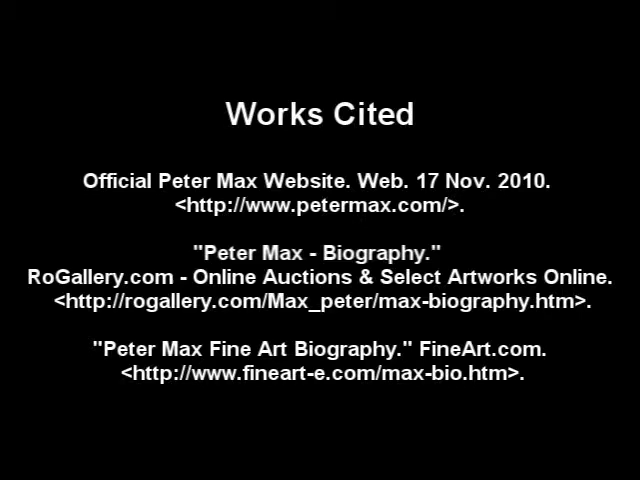 Works Cited
Official Peter Max Website. Web. 17 Nov. 2010.
<http://www.petermax.com/>.
"Peter Max - Biography."
RoGallery.com - Online Auctions & Select Artworks Online.
<http://rogallery.com/Max_peter/max-biography.htm>.
"Peter Max Fine Art Biography." FineArt.com.
<http://www.fineart-e.com/max-bio.htm>.